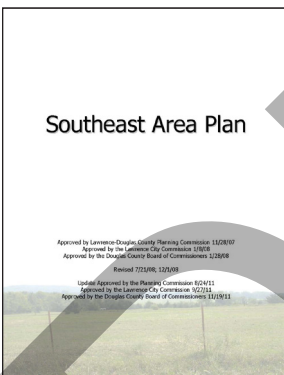 Southeast Area Plan
Approved by Lawrence-Douglas County Planning Commission 11/28/07
Approved by the Lawrence City Commission 1/8/08
Approved by the Douglas County Board of Commissioners 1/28/08
Revised 7/21/08; 12/1/08
Update Approved by the Planning Commission 8/24/11
Approved by the Lawrence City Commission 9/27/11
Approved by the Douglas County Board of Commissioners 11/19/11